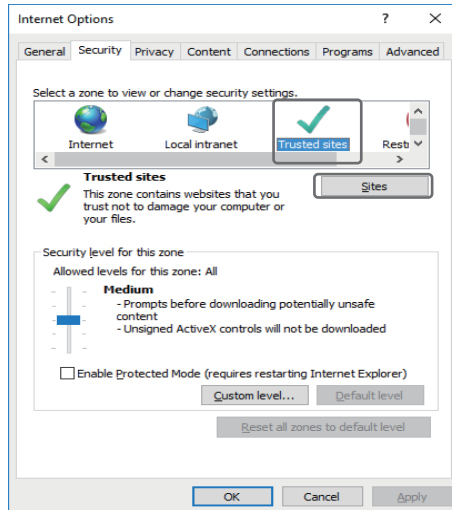 Internet Options ? ×
General Security Privacy Content Connections Programs Advanced
Select a zone to view or change security settings.
Internet Local intranet Trusted sites Restr
Trusted sites
Sites
This zone contains websites that you
trust not to damage your computer or
your files.
Security level for this zone
Allowed levels for this zone: All
Medium
- Prompts before downloading potentially unsafe
content
- Unsigned ActiveX controls will not be downloaded
Enable Protected Mode (requires restarting Internet Explorer)
Custom level... Default level
Reset all zones to default level
OK Cancel Apply